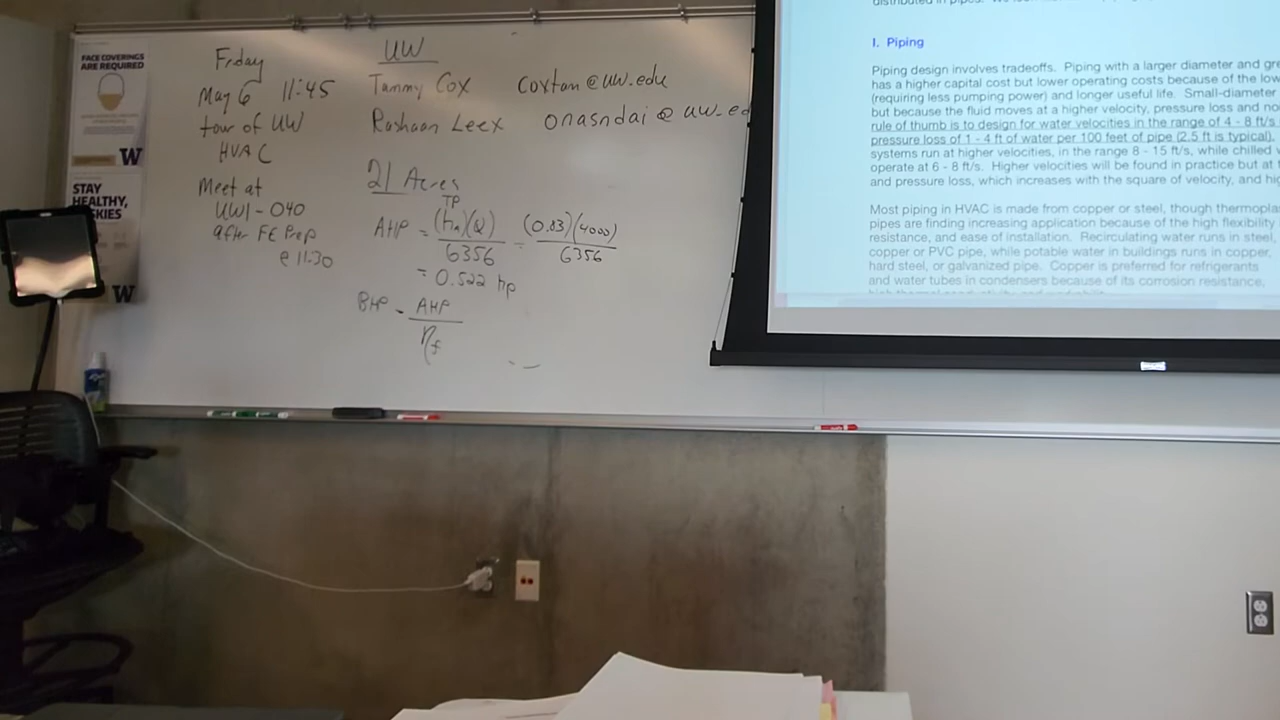 FACE COVERINGS
ARE REQUIRED
W
STAY
HEALTHY,
SKIES
W
Friday
May 6 11:45
tour of UW
HVAC
Meet at
UW1-040
after FE Prep
@ 11:30
UW
Tammy Cox coxtam@uw.edu
onasndai@uw.ed
21 Acres
TP
AHP = (ha)(Q) = (0.83)(4000)
6356 6356
= 0.522 hp
BHP = AHP
ηf
distributed in pipes.
I. Piping
Piping design involves tradeoffs. Piping with a larger diameter and gre
has a higher capital cost but lower operating costs because of the low
(requiring less pumping power) and longer useful life. Small-diameter
but because the fluid moves at a higher velocity, pressure loss and no
rule of thumb is to design for water velocities in the range of 4 - 8 ft/s
pressure loss of 1 - 4 ft of water per 100 feet of pipe (2.5 ft is typical).
systems run at higher velocities, in the range 8 - 15 ft/s, while chilled
operate at 6 - 8 ft/s. Higher velocities will be found in practice but at
and pressure loss, which increases with the square of velocity, and hig
Most piping in HVAC is made from copper or steel, though thermoplas
pipes are finding increasing application because of the high flexibility
resistance, and ease of installation. Recirculating water runs in steel,
copper or PVC pipe, while potable water in buildings runs in copper,
hard steel, or galvanized pipe. Copper is preferred for refrigerants
and water tubes in condensers because of its corrosion resistance,